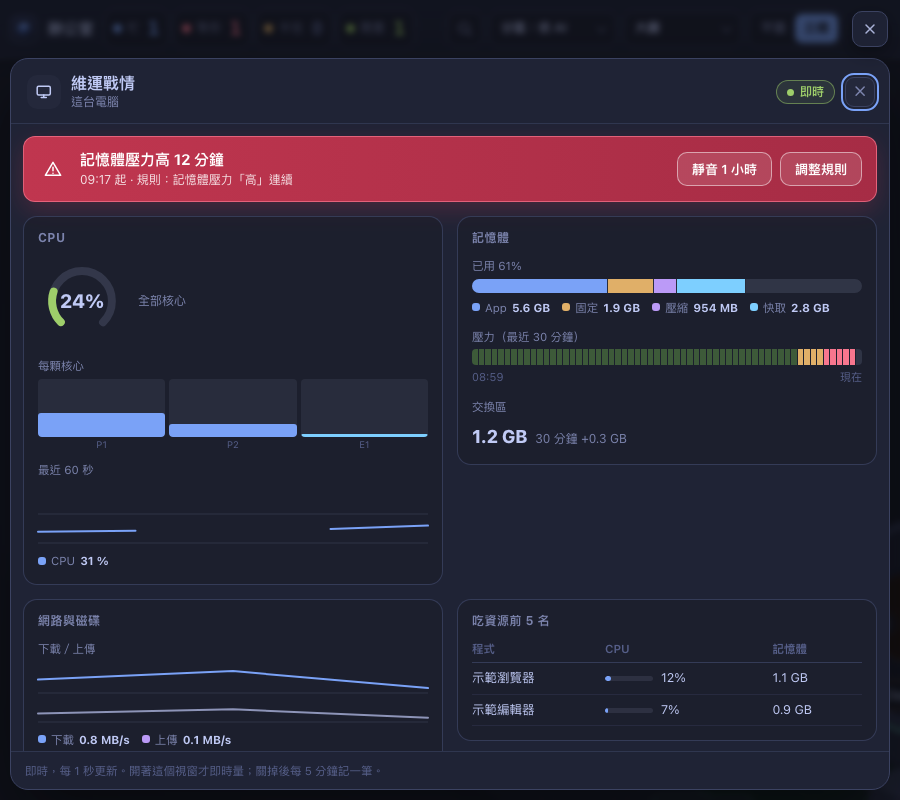 維運戰情
這台電腦
即時
記憶體壓力高 12 分鐘
09:17 起 · 規則：記憶體壓力「高」連續
靜音 1 小時
調整規則
CPU
24%
全部核心
每顆核心
P1
P2
E1
最近 60 秒
CPU 31 %
記憶體
已用 61%
App 5.6 GB 固定 1.9 GB 壓縮 954 MB 快取 2.8 GB
壓力（最近 30 分鐘）
08:59
現在
交換區
1.2 GB 30 分鐘 +0.3 GB
網路與磁碟
下載 / 上傳
下載 0.8 MB/s 上傳 0.1 MB/s
吃資源前 5 名
程式 CPU 記憶體
示範瀏覽器 12% 1.1 GB
示範編輯器 7% 0.9 GB
即時，每 1 秒更新。開著這個視窗才即時量；關掉後每 5 分鐘記一筆。